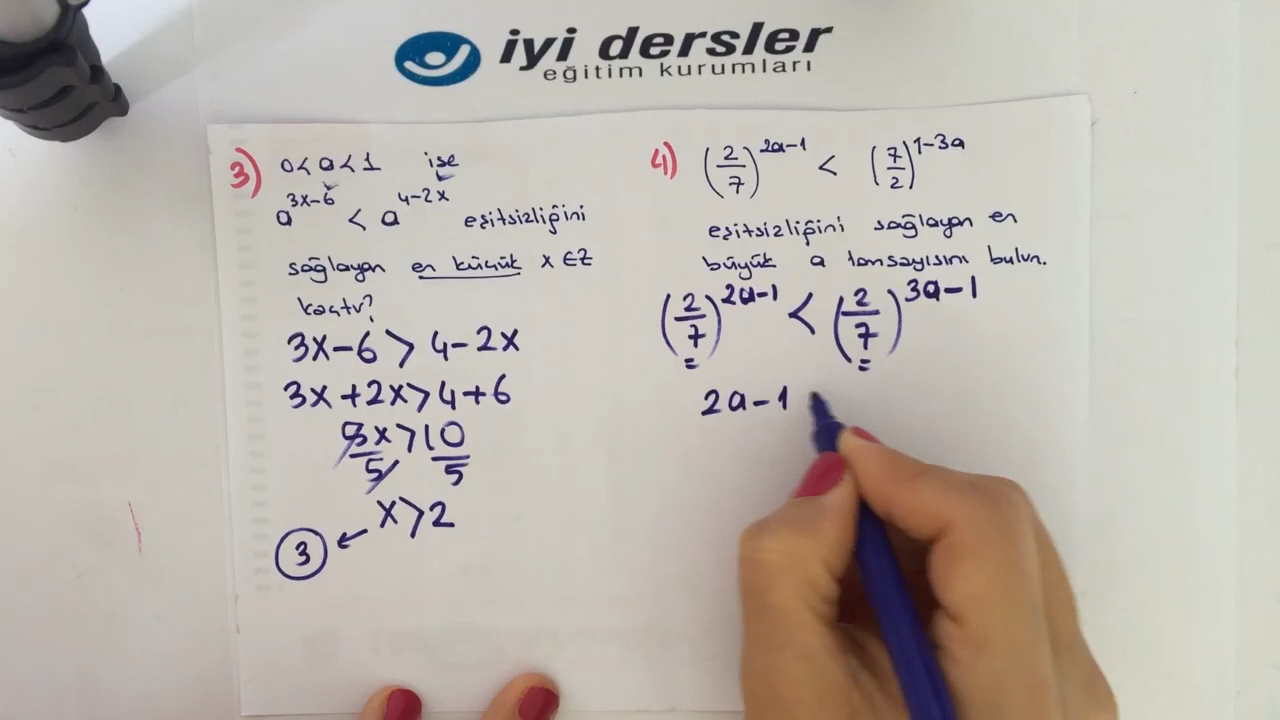 iyi dersler
eğitim kurumları
3) 0<a<1 ise
a^(3x-6) < a^(4-2x) eşitsizliğini
sağlayan en küçük x ∈ Z
kaçtır?
3x-6 > 4-2x
3x+2x>4+6
5x/5 > 10/5
x>2
3 ←
4) (2/7)^(2a-1) < (7/2)^(1-3a)
eşitsizliğini sağlayan en
büyük a tamsayısını bulun.
(2/7)^(2a-1) < (2/7)^(3a-1)
2a-1